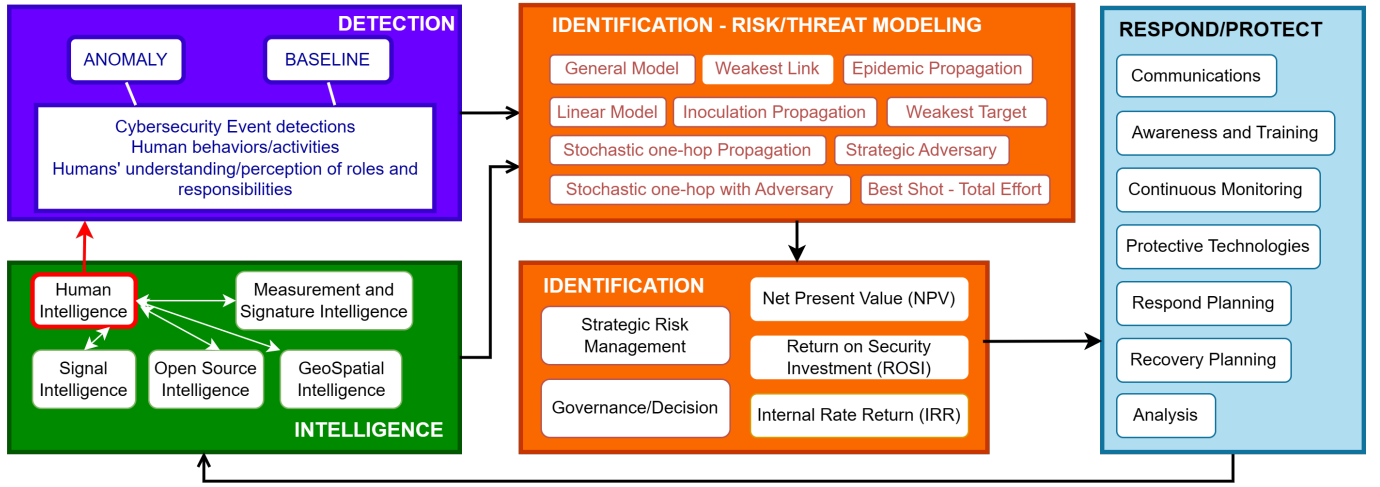 DETECTION
ANOMALY
BASELINE
Cybersecurity Event detections
Human behaviors/activities
Humans' understanding/perception of roles and
responsibilities
Human
Intelligence
Measurement and
Signature Intelligence
Signal
Intelligence
Open Source
Intelligence
GeoSpatial
Intelligence
INTELLIGENCE
IDENTIFICATION - RISK/THREAT MODELING
General Model
Weakest Link
Epidemic Propagation
Linear Model
Inoculation Propagation
Weakest Target
Stochastic one-hop Propagation
Strategic Adversary
Stochastic one-hop with Adversary
Best Shot - Total Effort
IDENTIFICATION
Strategic Risk
Management
Governance/Decision
Net Present Value (NPV)
Return on Security
Investment (ROSI)
Internal Rate Return (IRR)
RESPOND/PROTECT
Communications
Awareness and Training
Continuous Monitoring
Protective Technologies
Respond Planning
Recovery Planning
Analysis